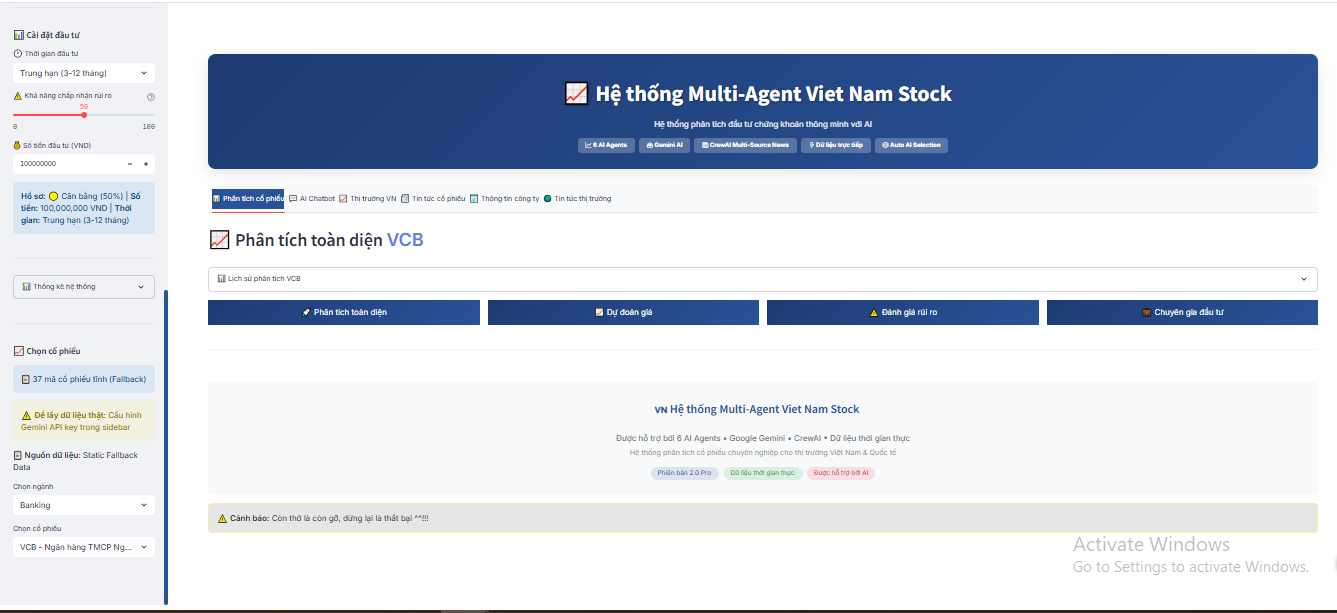 Cài đặt đầu tư
Thời gian đầu tư
Trung hạn (3-12 tháng)
Khả năng chấp nhận rủi ro
50
0 100
Số tiền đầu tư (VND)
100000000 - +
Hồ sơ: Cân bằng (50%) | Số
tiền: 100,000,000 VND | Thời
gian: Trung hạn (3-12 tháng)
Thống kê hệ thống
Chọn cổ phiếu
37 mã cổ phiếu tĩnh (Fallback)
Để lấy dữ liệu thật: Cấu hình
Gemini API key trong sidebar
Nguồn dữ liệu: Static Fallback
Data
Chọn ngành
Banking
Chọn cổ phiếu
VCB - Ngân hàng TMCP Ng...
Hệ thống Multi-Agent Viet Nam Stock
Hệ thống phân tích đầu tư chứng khoán thông minh với AI
6 AI Agents Gemini AI CrewAI Multi-Source News Dữ liệu trực tiếp Auto AI Selection
Phân tích cổ phiếu AI Chatbot Thị trường VN Tin tức cổ phiếu Thông tin công ty Tin tức thị trường
Phân tích toàn diện VCB
Lịch sử phân tích VCB
Phân tích toàn diện Dự đoán giá Đánh giá rủi ro Chuyên gia đầu tư
VN Hệ thống Multi-Agent Viet Nam Stock
Được hỗ trợ bởi 6 AI Agents • Google Gemini • CrewAI • Dữ liệu thời gian thực
Hệ thống phân tích cổ phiếu chuyên nghiệp cho thị trường Việt Nam & Quốc tế
Phiên bản 2.0 Pro Dữ liệu thời gian thực Được hỗ trợ bởi AI
Cảnh báo: Còn thở là còn gỡ, dừng lại là thất bại ^^!!!
Activate Windows
Go to Settings to activate Windows.